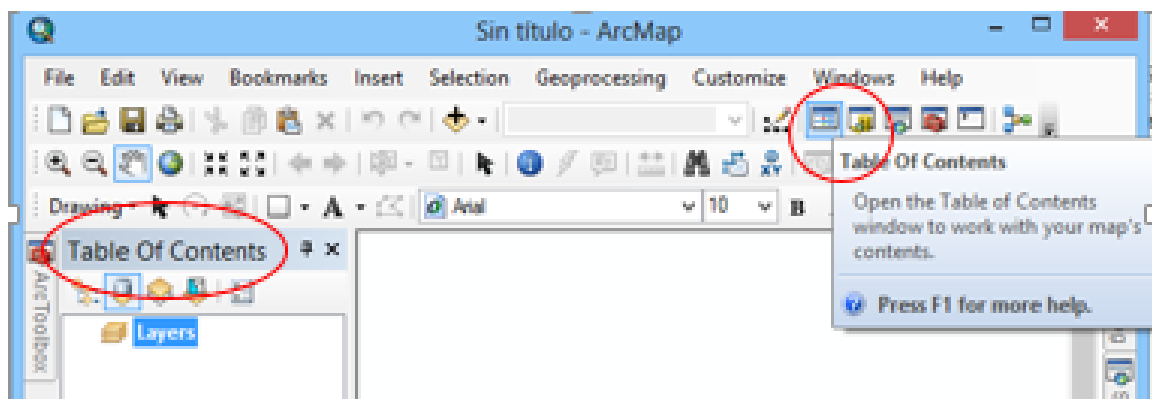 Sin título - ArcMap
File Edit View Bookmarks Insert Selection Geoprocessing Customize Windows Help
Drawing A Arial 10 B
Table Of Contents
Open the Table of Contents
window to work with your map's
contents.
Press F1 for more help.
Table Of Contents
ArcToolbox
Layers